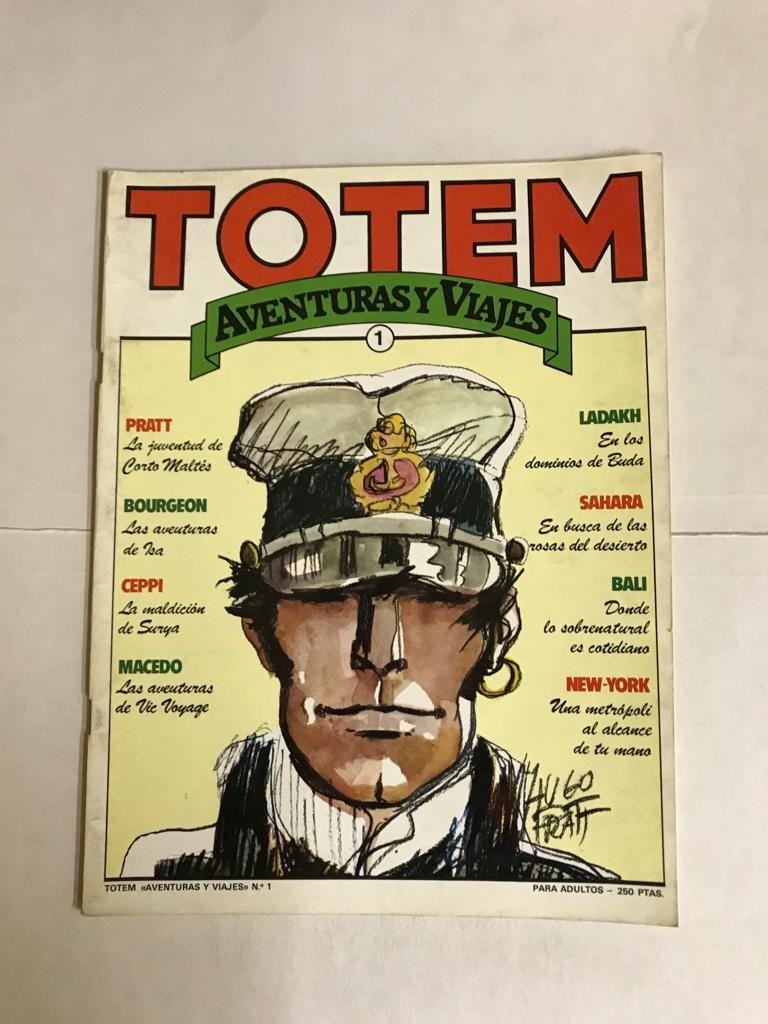 TOTEM
AVENTURAS Y VIAJES
1
PRATT
La juventud de
Corto Maltés
BOURGEON
Las aventuras
de Isa
CEPPI
La maldición
de Surya
MACEDO
Las aventuras
de Vic Voyage
LADAKH
En los
dominios de Buda
SAHARA
En busca de las
rosas del desierto
BALI
Donde
lo sobrenatural
es cotidiano
NEW-YORK
Una metrópoli
al alcance
de tu mano
HUGO
PRATT
TOTEM «AVENTURAS Y VIAJES» N.º 1
PARA ADULTOS – 250 PTAS.